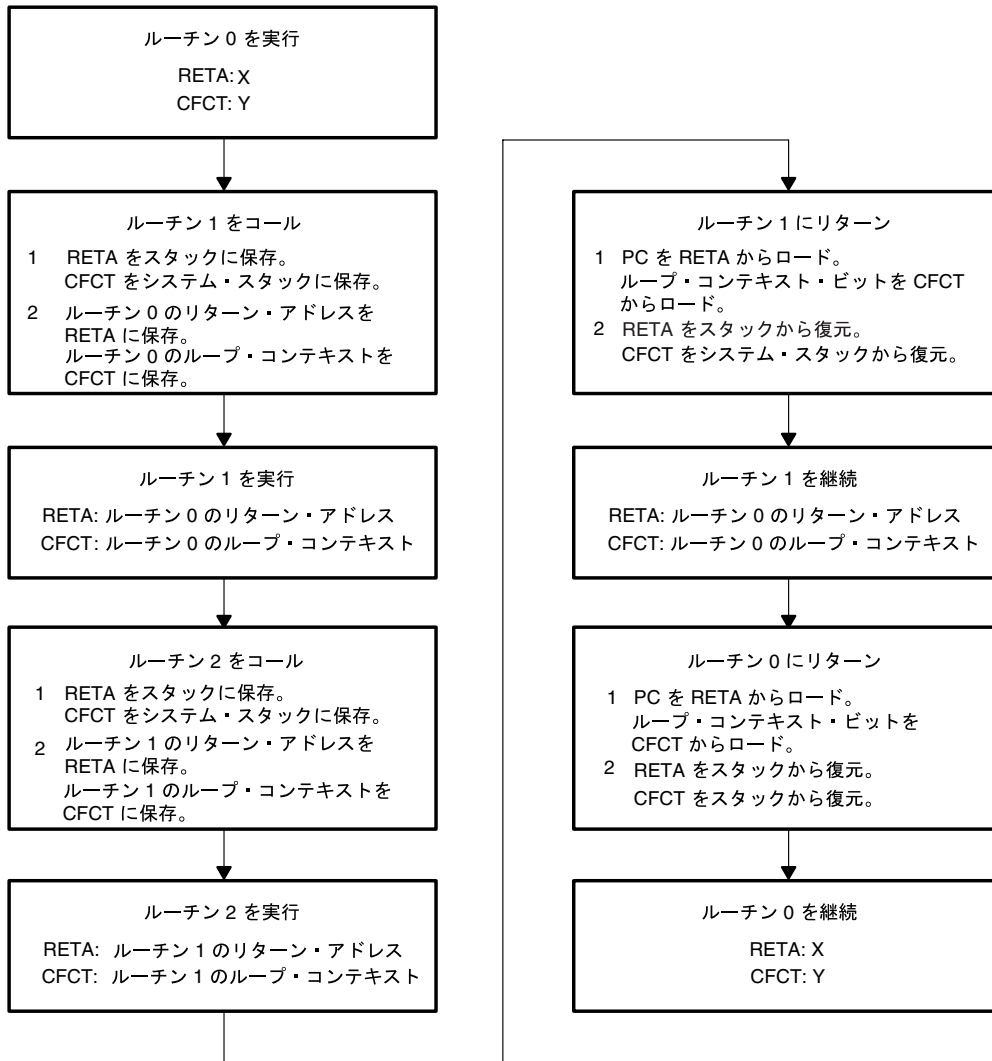 ルーチン 0 を実行
RETA: X
CFCT: Y
ルーチン 1 をコール
1 RETA をスタックに保存。
CFCT をシステム・スタックに保存。
2 ルーチン 0 のリターン・アドレスを
RETA に保存。
ルーチン 0 のループ・コンテキストを
CFCT に保存。
ルーチン 1 を実行
RETA: ルーチン 0 のリターン・アドレス
CFCT: ルーチン 0 のループ・コンテキスト
ルーチン 2 をコール
1 RETA をスタックに保存。
CFCT をシステム・スタックに保存。
2 ルーチン 1 のリターン・アドレスを
RETA に保存。
ルーチン 1 のループ・コンテキストを
CFCT に保存。
ルーチン 2 を実行
RETA: ルーチン 1 のリターン・アドレス
CFCT: ルーチン 1 のループ・コンテキスト
ルーチン 1 にリターン
1 PC を RETA からロード。
ループ・コンテキスト・ビットを CFCT
からロード。
2 RETA をスタックから復元。
CFCT をシステム・スタックから復元。
ルーチン 1 を継続
RETA: ルーチン 0 のリターン・アドレス
CFCT: ルーチン 0 のループ・コンテキスト
ルーチン 0 にリターン
1 PC を RETA からロード。
ループ・コンテキスト・ビットを
CFCT からロード。
2 RETA をスタックから復元。
CFCT をスタックから復元。
ルーチン 0 を継続
RETA: X
CFCT: Y